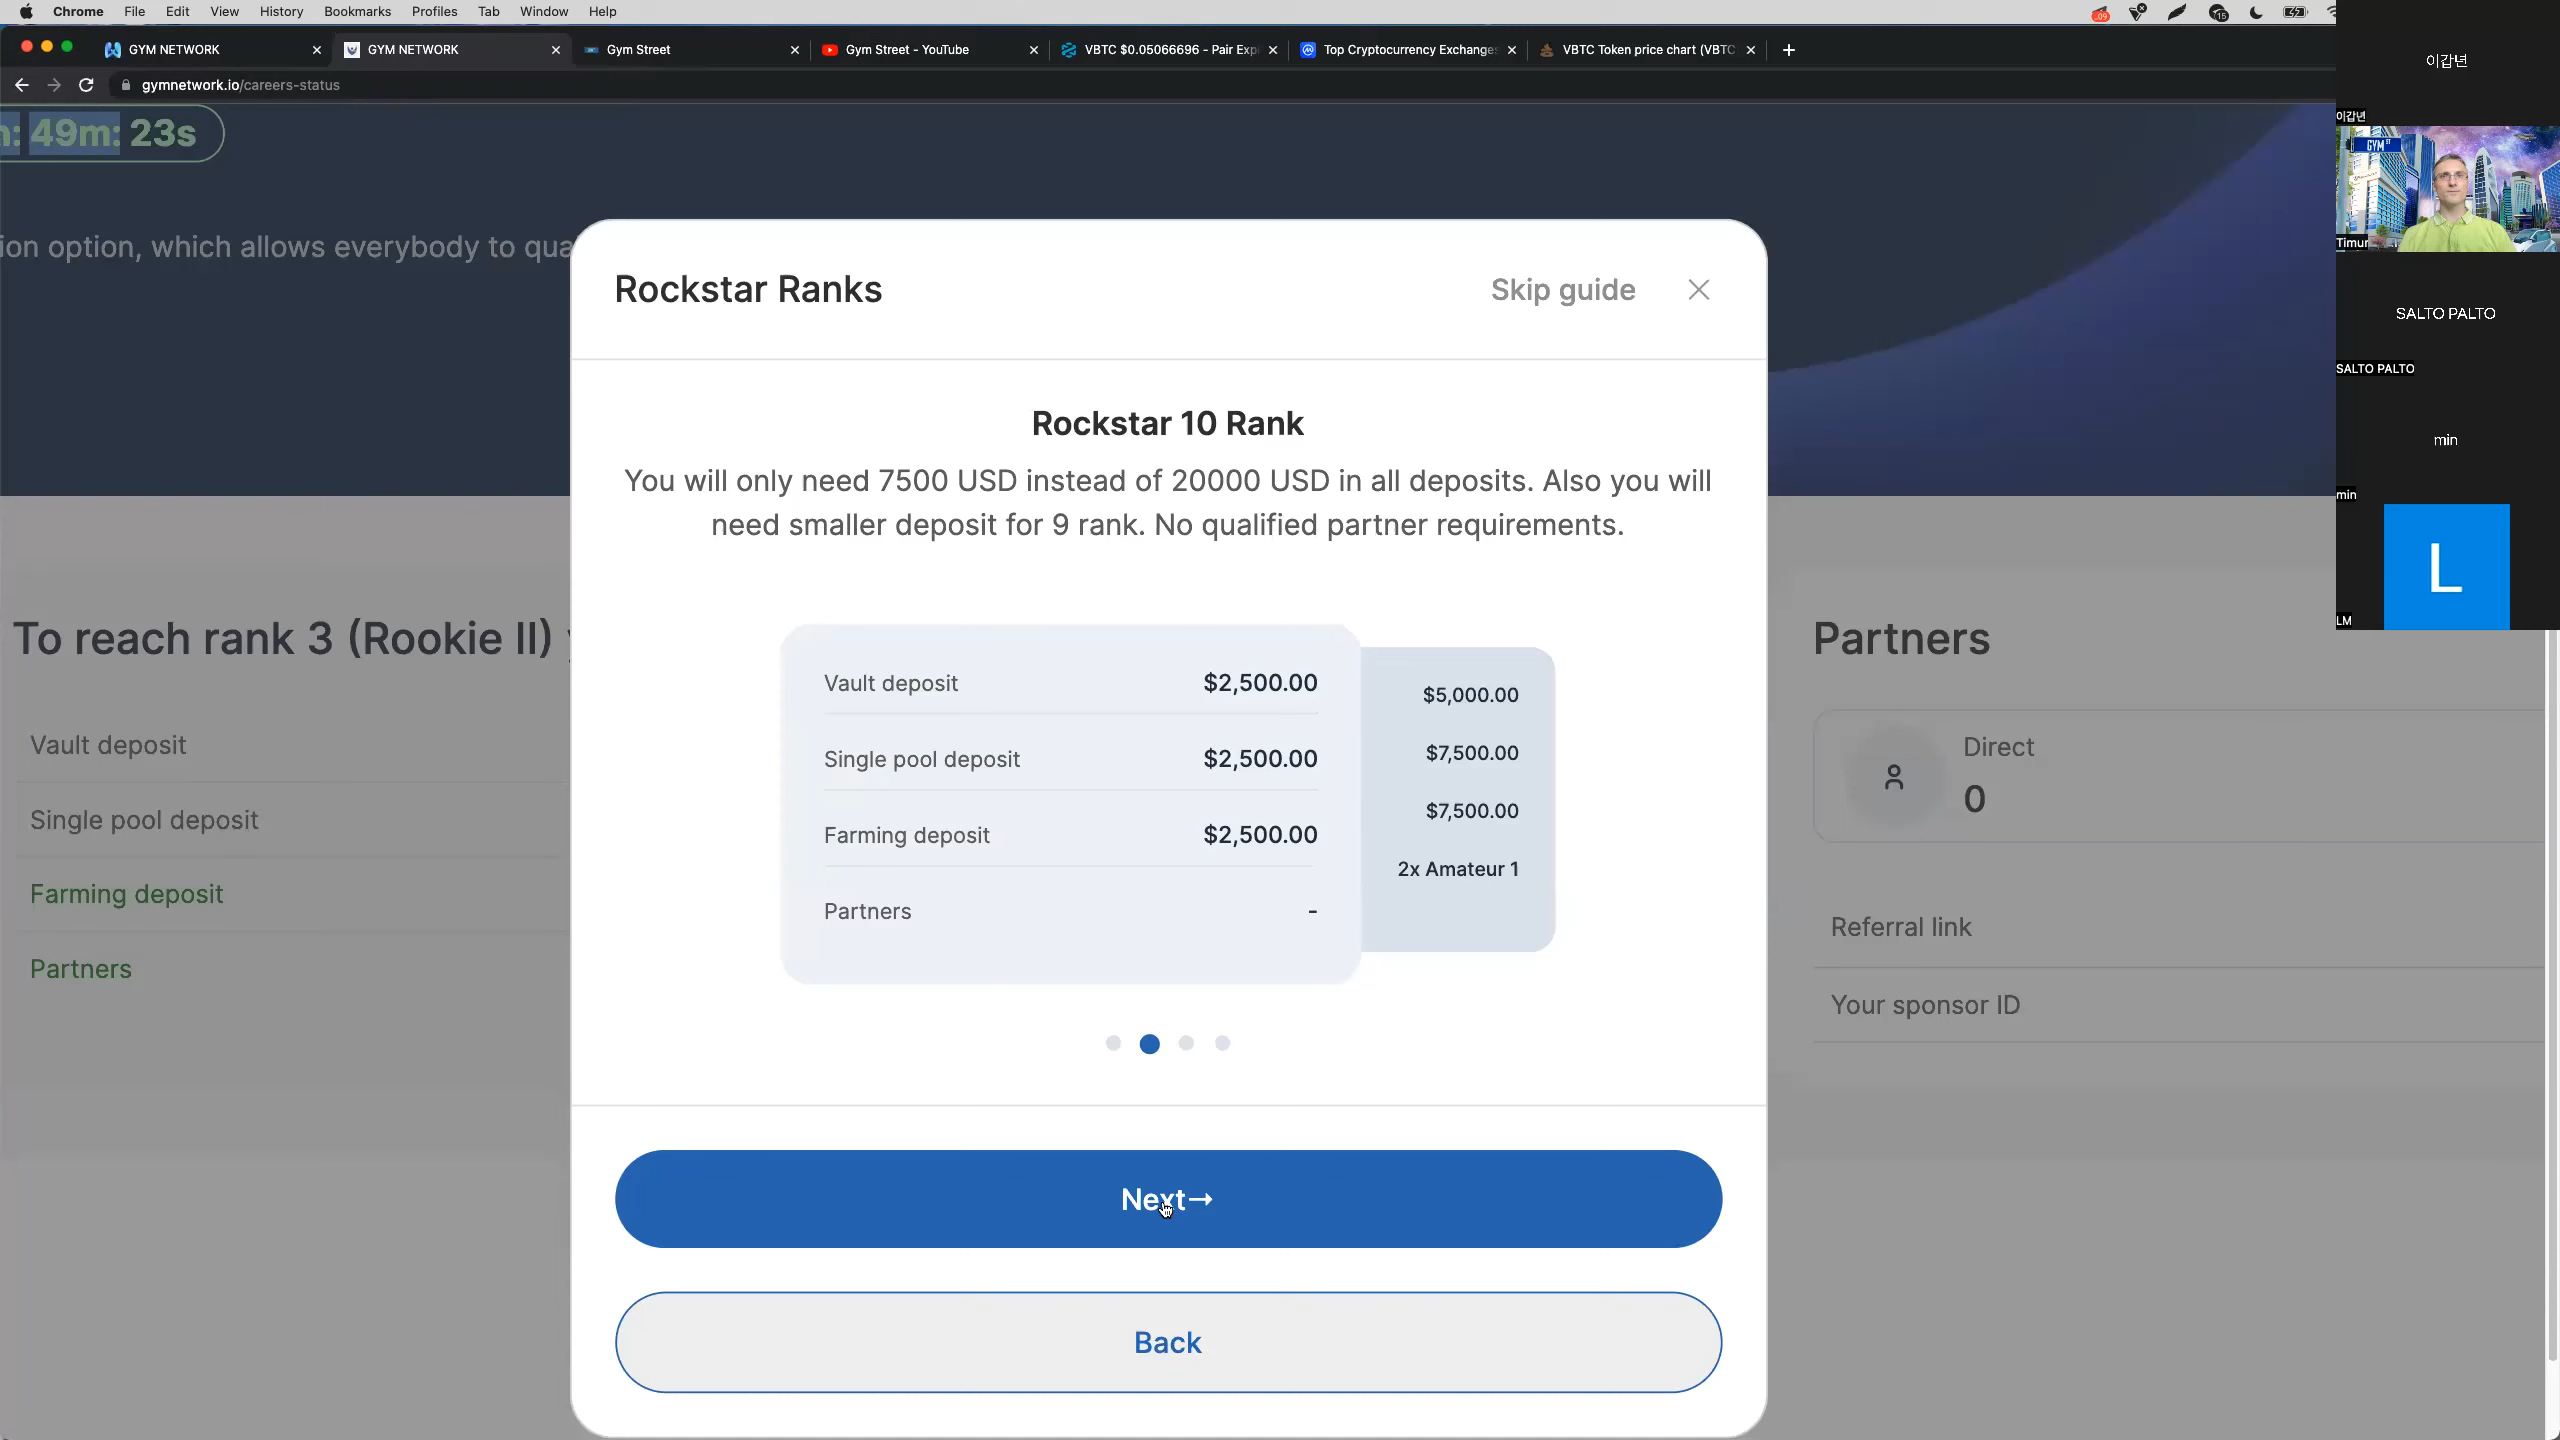 Chrome File Edit View History Bookmarks Profiles Tab Window Help
GYM NETWORK
GYM NETWORK
Gym Street
Gym Street - YouTube
VBTC $0.05066696 - Pair Exp
Top Cryptocurrency Exchanges
VBTC Token price chart (VBTC
gymnetwork.io/careers-status
49m: 23s
ion option, which allows everybody to qua
Rockstar Ranks
Skip guide
Rockstar 10 Rank
You will only need 7500 USD instead of 20000 USD in all deposits. Also you will
need smaller deposit for 9 rank. No qualified partner requirements.
Vault deposit $2,500.00 $5,000.00
Single pool deposit $2,500.00 $7,500.00
Farming deposit $2,500.00 $7,500.00
Partners - 2x Amateur 1
Next→
Back
To reach rank 3 (Rookie II)
Vault deposit
Single pool deposit
Farming deposit
Partners
Partners
Direct
0
Referral link
Your sponsor ID
이갑년
이갑년
GYM ST
Timur
SALTO PALTO
SALTO PALTO
min
min
L
LM